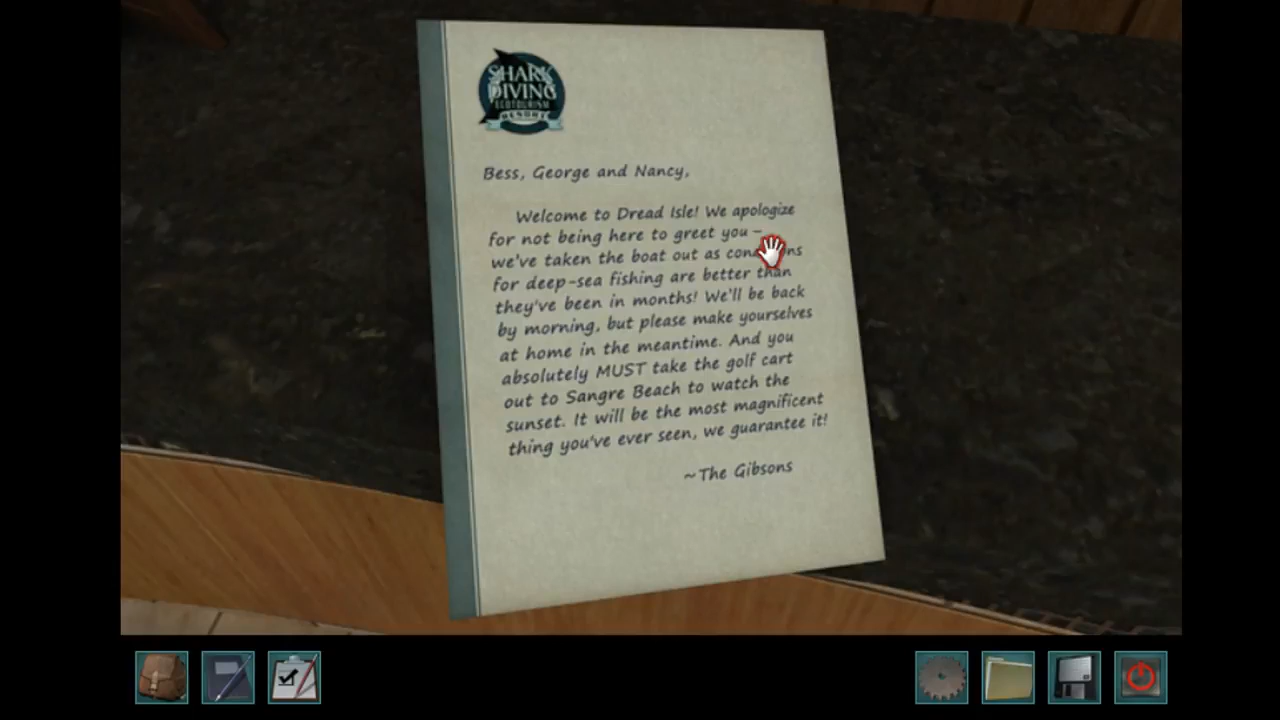 SHARK
DIVING
ECOTOURISM
RESORT
Bess, George and Nancy,
Welcome to Dread Isle! We apologize
for not being here to greet you –
we've taken the boat out as
for deep-sea fishing are better than
they've been in months! We'll be back
by morning, but please make yourselves
at home in the meantime. And you
absolutely MUST take the golf cart
out to Sangre Beach to watch the
sunset. It will be the most magnificent
thing you've ever seen, we guarantee it!
~The Gibsons